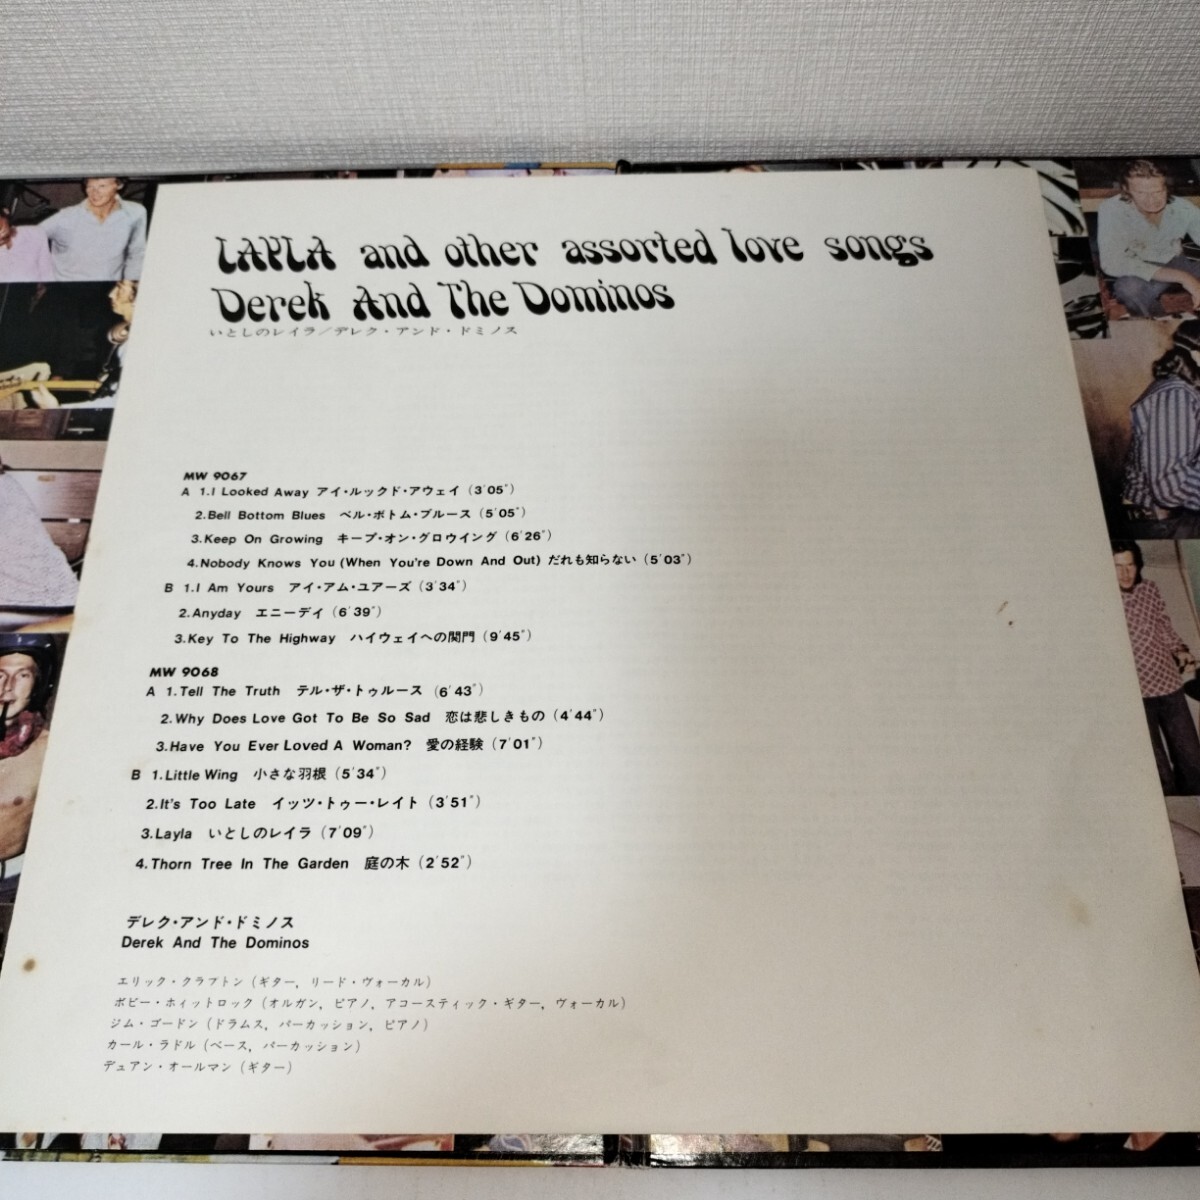 LAYLA and other assorted love songs
Derek And The Dominos
いとしのレイラ/デレク・アンド・ドミノス
MW 9067
A 1.I Looked Away アイ・ルックド・アウェイ (3′05″)
2.Bell Bottom Blues ベル・ボトム・ブルース (5′05″)
3.Keep On Growing キープ・オン・グロウイング (6′26″)
4.Nobody Knows You (When You're Down And Out) だれも知らない (5′03″)
B 1.I Am Yours アイ・アム・ユアーズ (3′34″)
2.Anyday エニーデイ (6′39″)
3.Key To The Highway ハイウェイへの関門 (9′45″)
MW 9068
A 1.Tell The Truth テル・ザ・トゥルース (6′43″)
2.Why Does Love Got To Be So Sad 恋は悲しきもの (4′44″)
3.Have You Ever Loved A Woman? 愛の経験 (7′01″)
B 1.Little Wing 小さな羽根 (5′34″)
2.It's Too Late イッツ・トゥー・レイト (3′51″)
3.Layla いとしのレイラ (7′09″)
4.Thorn Tree In The Garden 庭の木 (2′52″)
デレク・アンド・ドミノス
Derek And The Dominos
エリック・クラプトン (ギター, リード・ヴォーカル)
ボビー・ホィットロック (オルガン, ピアノ, アコースティック・ギター, ヴォーカル)
ジム・ゴードン (ドラムス, パーカッション, ピアノ)
カール・ラドル (ベース, パーカッション)
デュアン・オールマン (ギター)